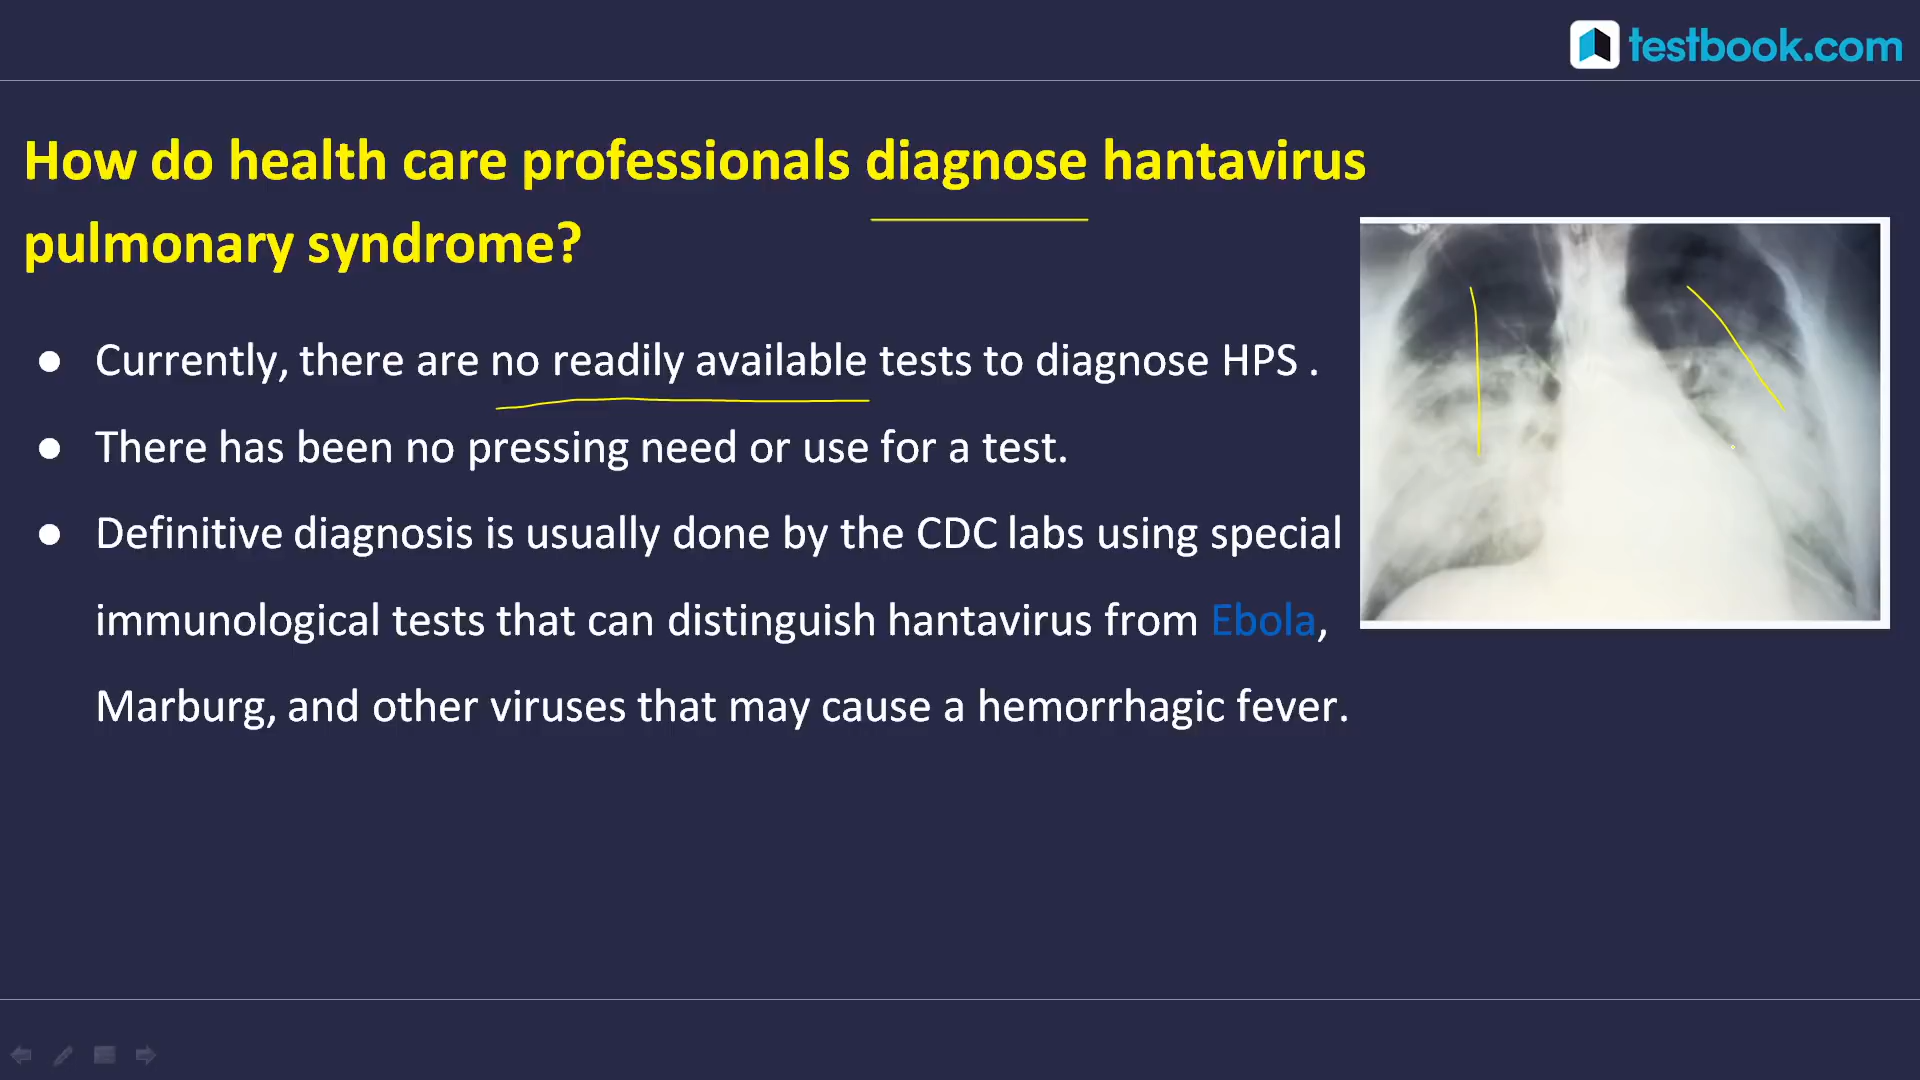 testbook.com
How do health care professionals diagnose hantavirus
pulmonary syndrome?
● Currently, there are no readily available tests to diagnose HPS .
● There has been no pressing need or use for a test.
● Definitive diagnosis is usually done by the CDC labs using special
immunological tests that can distinguish hantavirus from Ebola,
Marburg, and other viruses that may cause a hemorrhagic fever.